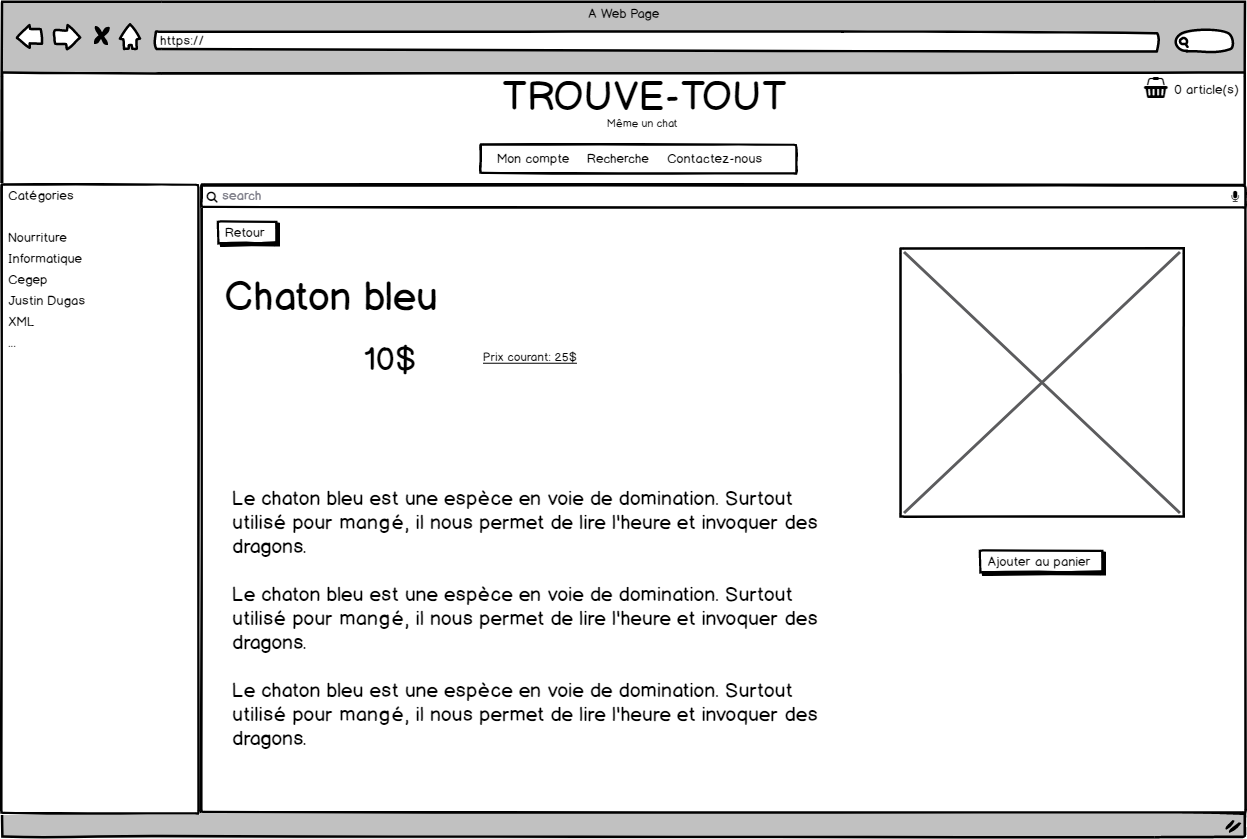 A Web Page
https://
TROUVE-TOUT
0 article(s)
Même un chat
Mon compte Recherche Contactez-nous
Catégories
search
Nourriture
Informatique
Cegep
Justin Dugas
XML
...
Retour
Chaton bleu
10$ Prix courant: 25$
Le chaton bleu est une espèce en voie de domination. Surtout
utilisé pour mangé, il nous permet de lire l'heure et invoquer des
dragons.
Le chaton bleu est une espèce en voie de domination. Surtout
utilisé pour mangé, il nous permet de lire l'heure et invoquer des
dragons.
Le chaton bleu est une espèce en voie de domination. Surtout
utilisé pour mangé, il nous permet de lire l'heure et invoquer des
dragons.
Ajouter au panier